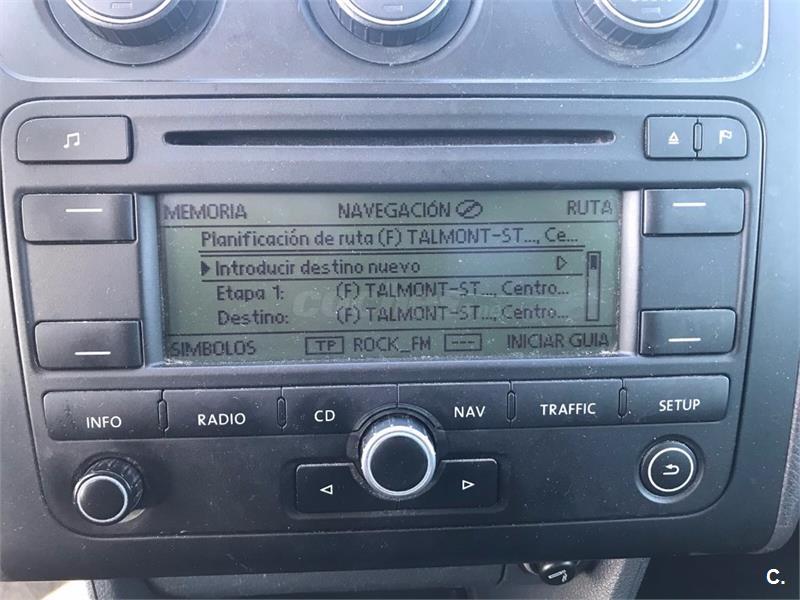 MEMORIA NAVEGACIÓN RUTA
Planificación de ruta (F) TALMONT-ST..., Ce...
Introducir destino nuevo
Etapa 1: (F) TALMONT-ST..., Centro...
Destino: (F) TALMONT-ST..., Centro...
SIMBOLOS TP ROCK_FM --- INICIAR GUIA
INFO RADIO CD NAV TRAFFIC SETUP
C.